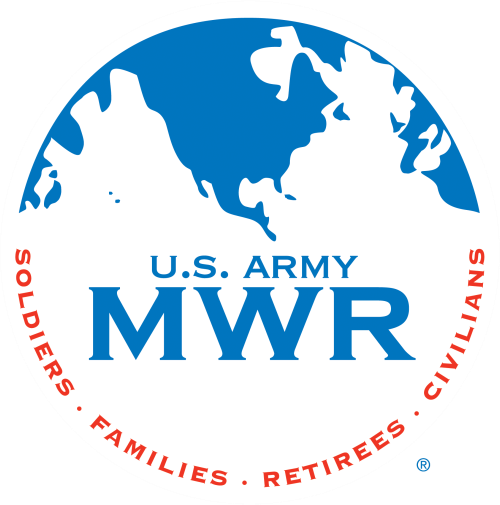 U.S. ARMY
MWR
SOLDIERS · FAMILIES · RETIREES · CIVILIANS
®